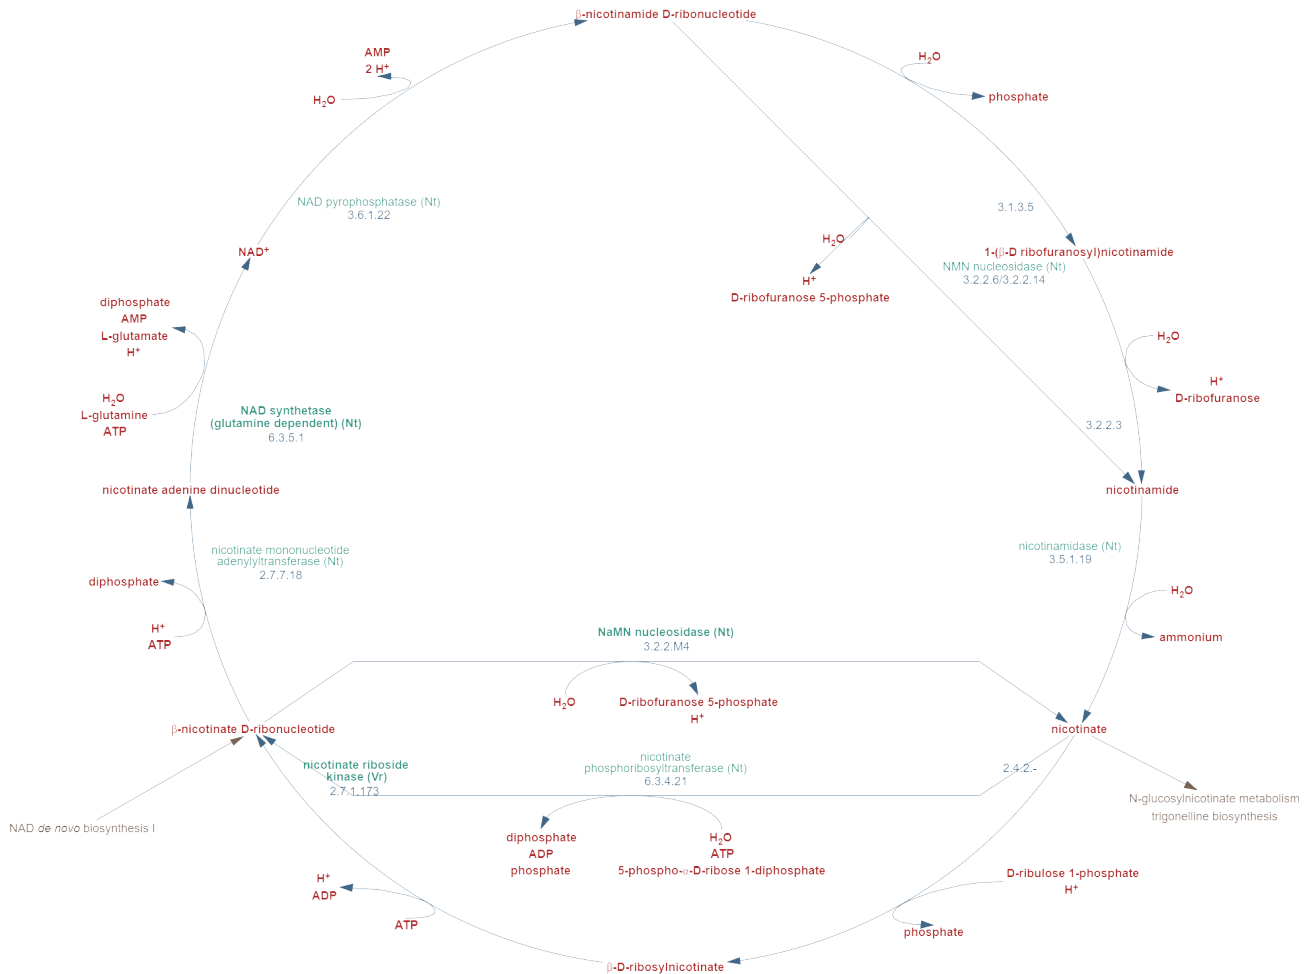 β-nicotinamide D-ribonucleotide
AMP
2 H⁺
H₂O
H₂O
phosphate
NAD pyrophosphatase (Nt)
3.6.1.22
3.1.3.5
NAD⁺
H₂O
H⁺
D-ribofuranose 5-phosphate
1-(β-D ribofuranosyl)nicotinamide
NMN nucleosidase (Nt)
3.2.2.6/3.2.2.14
diphosphate
AMP
L-glutamate
H⁺
H₂O
L-glutamine
ATP
NAD synthetase
(glutamine dependent) (Nt)
6.3.5.1
H₂O
H⁺
D-ribofuranose
3.2.2.3
nicotinate adenine dinucleotide
nicotinamide
nicotinate mononucleotide
adenylyltransferase (Nt)
2.7.7.18
nicotinamidase (Nt)
3.5.1.19
diphosphate
H⁺
ATP
H₂O
ammonium
NaMN nucleosidase (Nt)
3.2.2.M4
H₂O
D-ribofuranose 5-phosphate
H⁺
β-nicotinate D-ribonucleotide
nicotinate
nicotinate riboside
kinase (Vr)
2.7.1.173
nicotinate
phosphoribosyltransferase (Nt)
6.3.4.21
2.4.2.-
NAD de novo biosynthesis I
N-glucosylnicotinate metabolism
trigonelline biosynthesis
diphosphate
ADP
phosphate
H₂O
ATP
5-phospho-α-D-ribose 1-diphosphate
H⁺
ADP
ATP
D-ribulose 1-phosphate
H⁺
phosphate
β-D-ribosylnicotinate